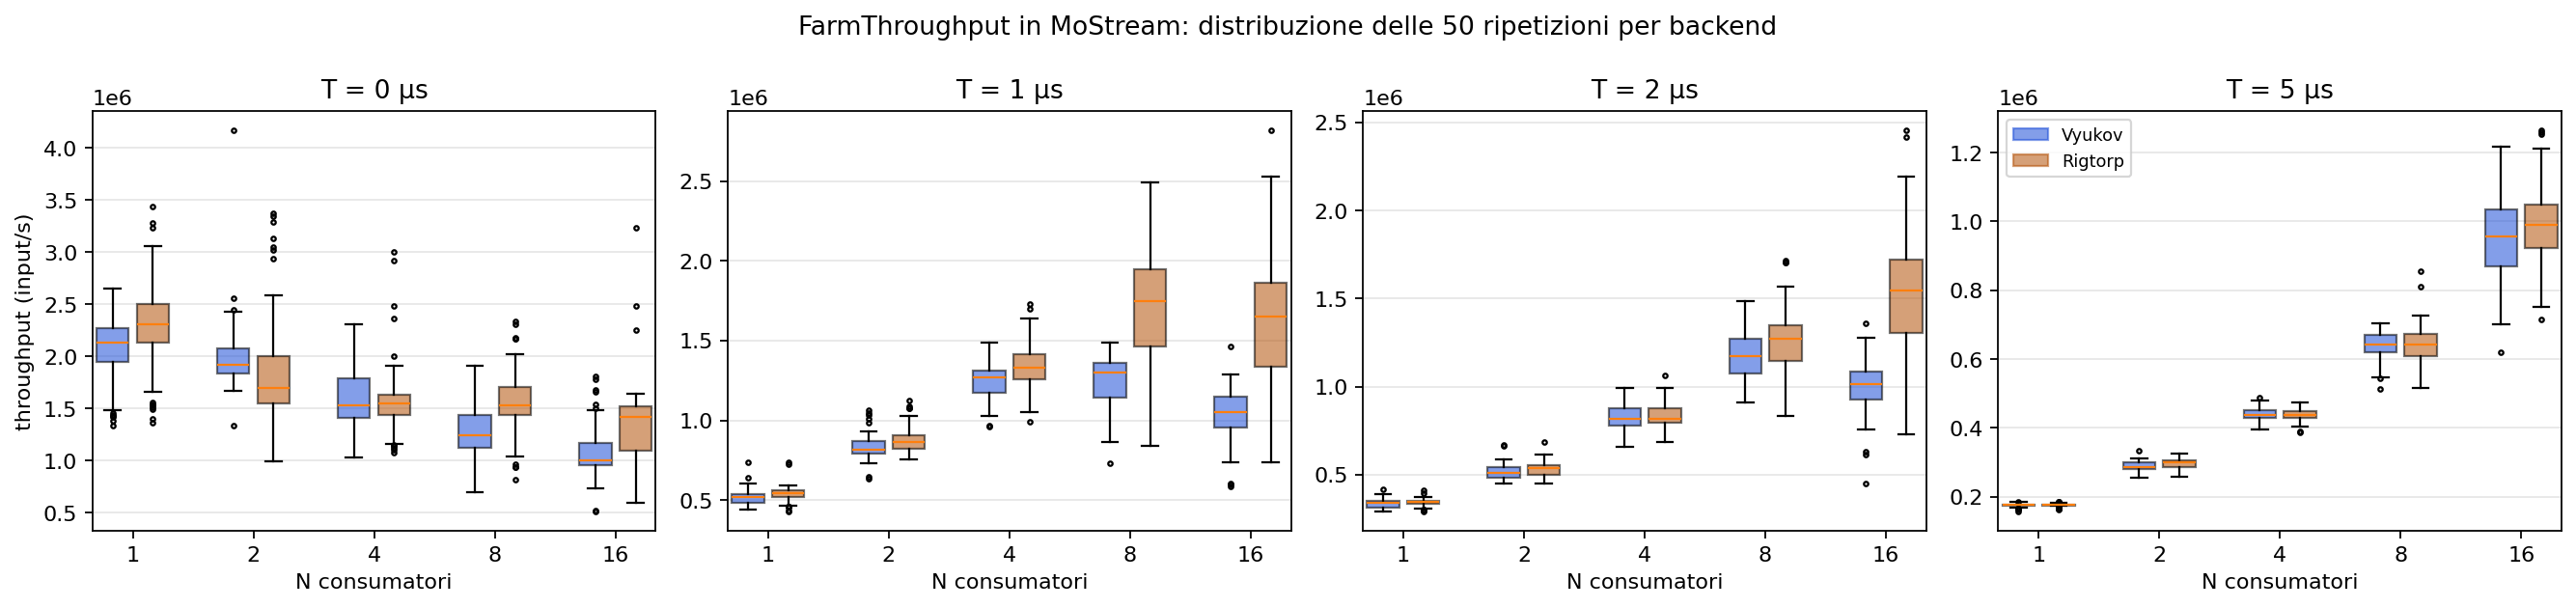 FarmThroughput in MoStream: distribuzione delle 50 ripetizioni per backend
T = 0 µs
1e6
throughput (input/s)
4.0
3.5
3.0
2.5
2.0
1.5
1.0
0.5
1 2 4 8 16
N consumatori
T = 1 µs
1e6
2.5
2.0
1.5
1.0
0.5
1 2 4 8 16
N consumatori
T = 2 µs
1e6
2.5
2.0
1.5
1.0
0.5
1 2 4 8 16
N consumatori
T = 5 µs
1e6
Vyukov
Rigtorp
1.2
1.0
0.8
0.6
0.4
0.2
1 2 4 8 16
N consumatori